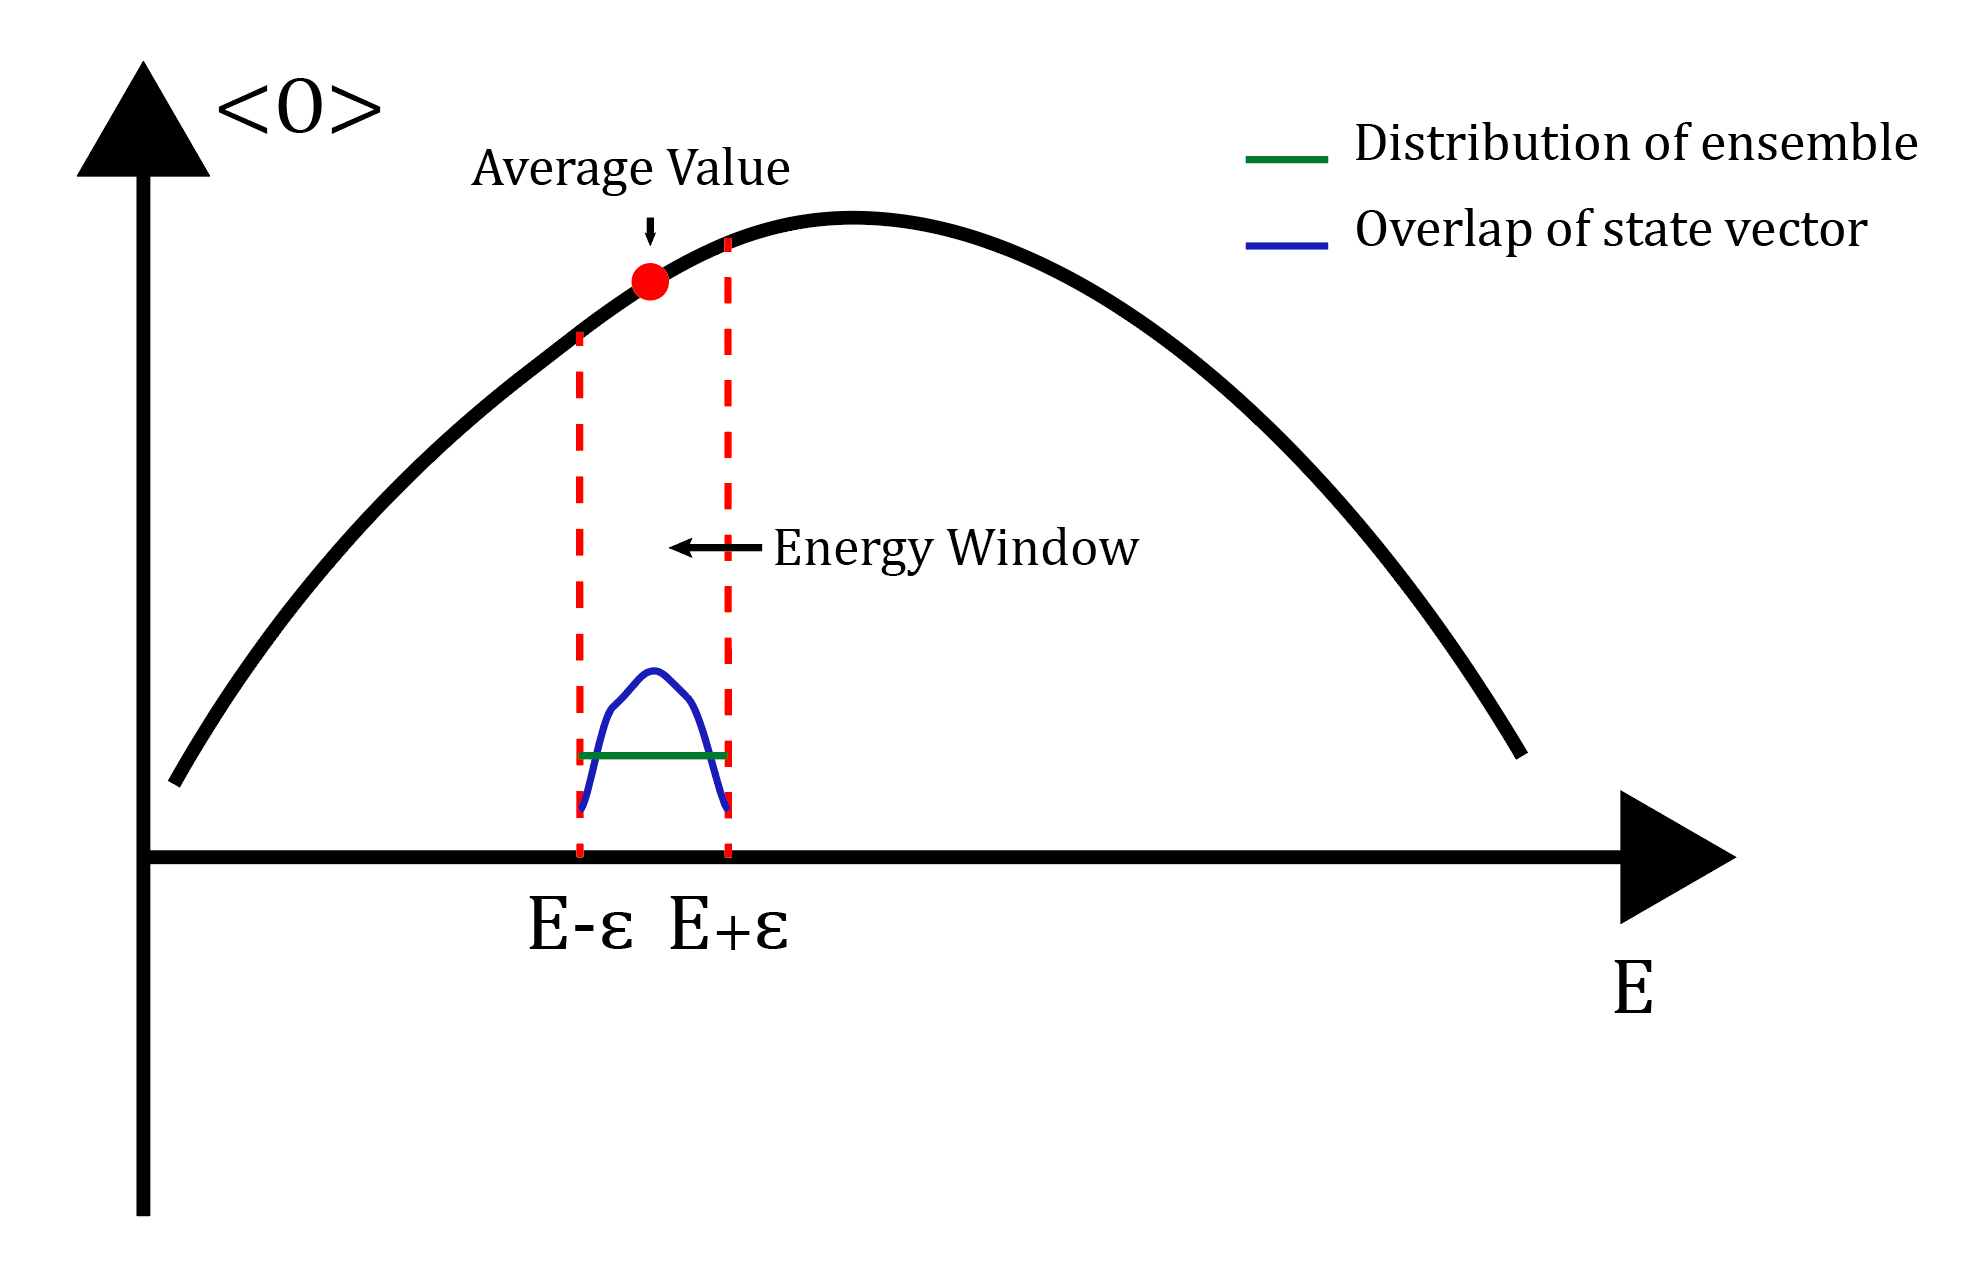 <O>
Average Value
Distribution of ensemble
Overlap of state vector
Energy Window
E-ε E+ε
E